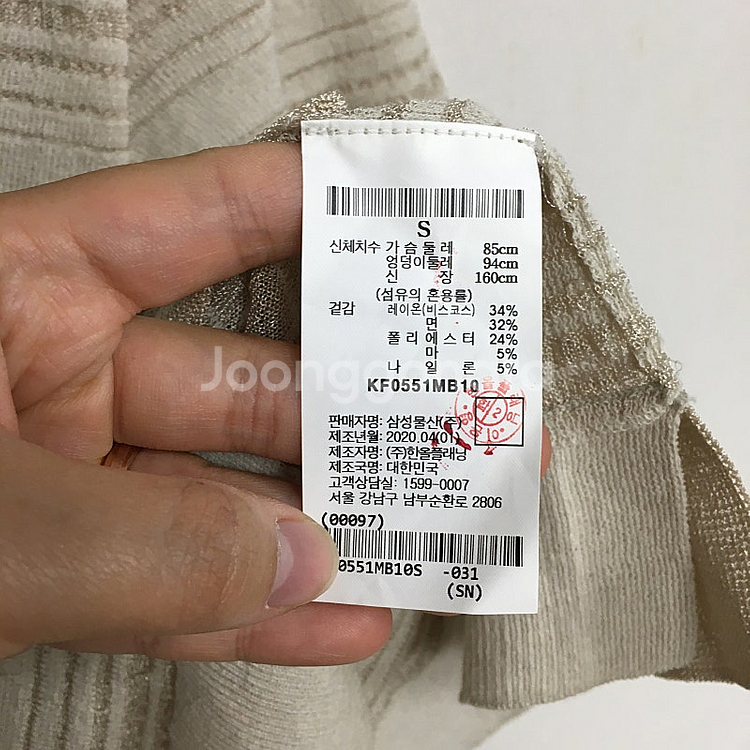 S
신체치수 가슴둘레 85cm
엉덩이둘레 94cm
신 장 160cm
(섬유의 혼용률)
겉감 레이온(비스코스) 34%
면 32%
폴리에스터 24%
마 5%
나일론 5%
KF0551MB10
판매자명: 삼성물산(주)
제조년월: 2020.04(01)
제조자명: (주)한올플래닝
제조국명: 대한민국
고객상담실: 1599-0007
서울 강남구 남부순환로 2806
(00097)
0551MB10S -031
(SN)